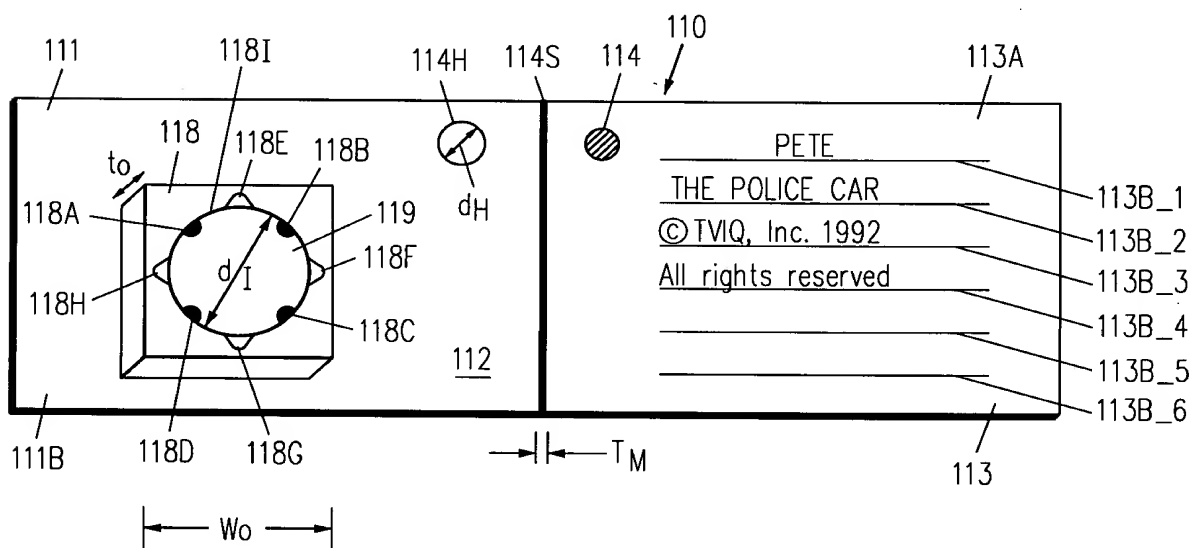 110
111
118I
114H
114S
114
113A
118
118E
118B
to
dH
PETE
113B_1
118A
119
THE POLICE CAR
113B_2
© TVIQ, Inc. 1992
118F
dI
113B_3
All rights reserved
118H
113B_4
118C
112
113B_5
113B_6
111B
118D
118G
TM
113
Wo